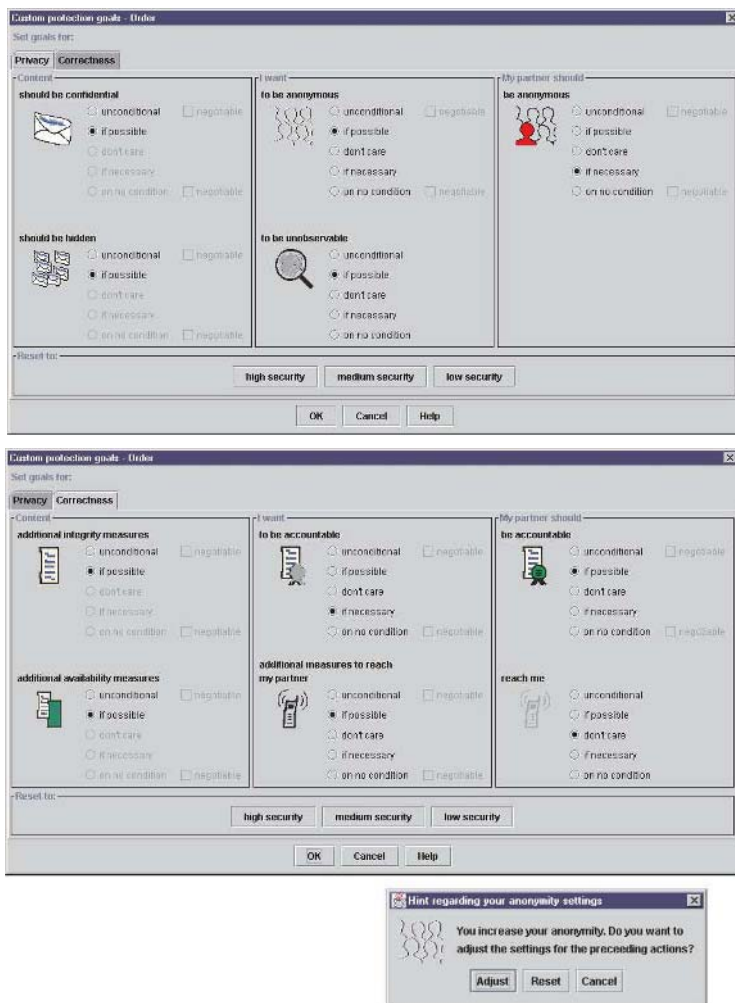 Custom protection goals - Order
Set goals for:
Privacy Correctness
Content
should be confidential
unconditional negotiable
if possible
don't care
if necessary
on no condition negotiable
should be hidden
unconditional negotiable
if possible
don't care
if necessary
on no condition negotiable
I want
to be anonymous
unconditional negotiable
if possible
don't care
if necessary
on no condition negotiable
to be unobservable
unconditional
if possible
don't care
if necessary
on no condition
My partner should
be anonymous
unconditional negotiable
if possible
don't care
if necessary
on no condition negotiable
Reset to:
high security medium security low security
OK Cancel Help
Custom protection goals - Order
Set goals for:
Privacy Correctness
Content
additional integrity measures
unconditional negotiable
if possible
don't care
if necessary
on no condition negotiable
additional availability measures
unconditional negotiable
if possible
don't care
if necessary
on no condition negotiable
I want
to be accountable
unconditional negotiable
if possible
don't care
if necessary
on no condition negotiable
additional measures to reach
my partner
unconditional negotiable
if possible
don't care
if necessary
on no condition negotiable
My partner should
be accountable
unconditional negotiable
if possible
don't care
if necessary
on no condition negotiable
reach me
unconditional
if possible
don't care
if necessary
on no condition
Reset to:
high security medium security low security
OK Cancel Help
Hint regarding your anonymity settings
You increase your anonymity. Do you want to
adjust the settings for the preceeding actions?
Adjust Reset Cancel